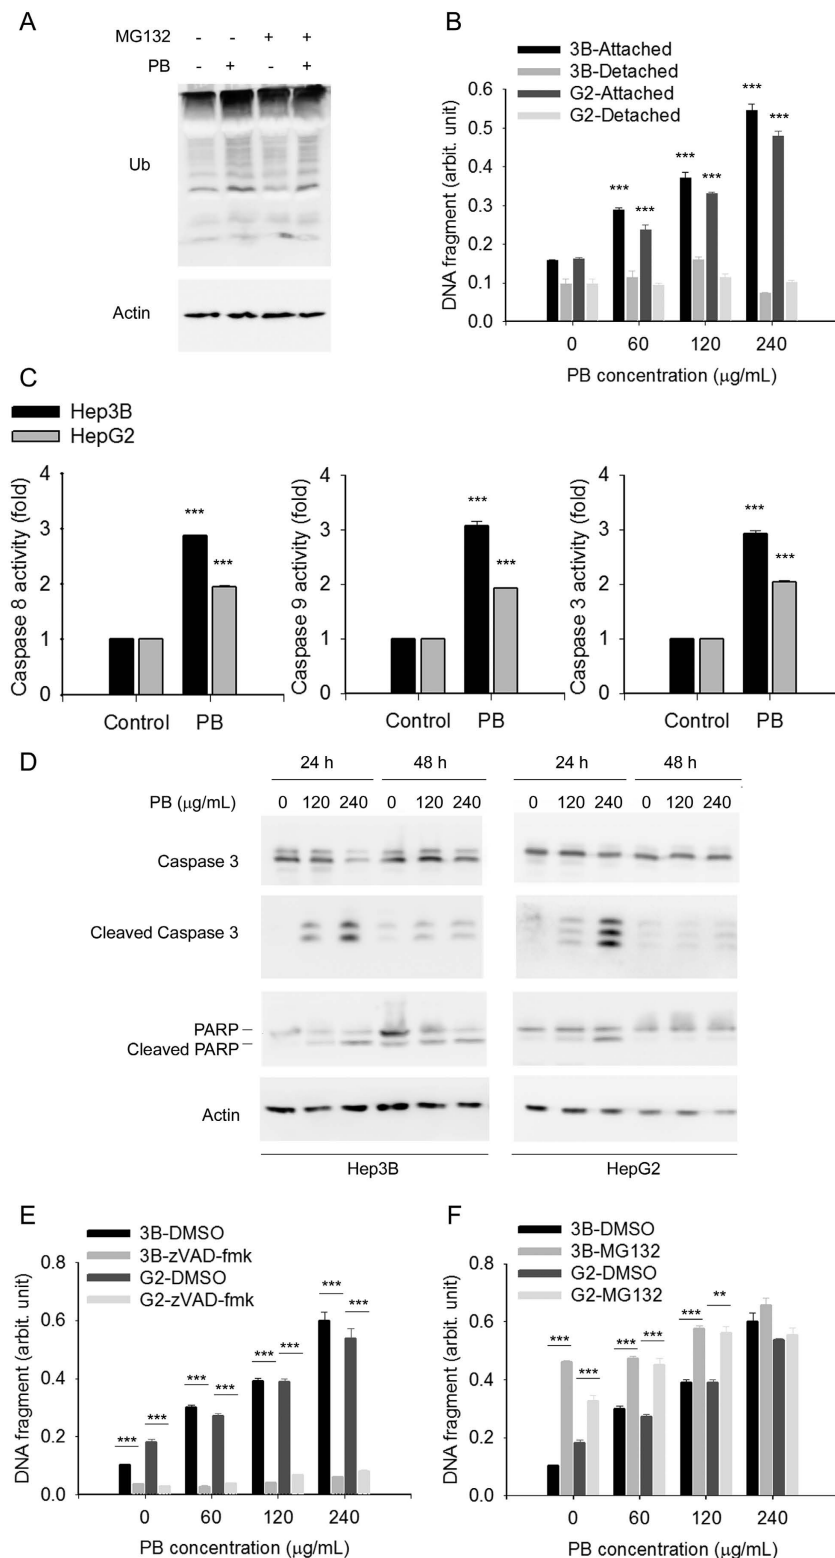 A
MG132 - - + +
PB - + - +
Ub
Actin
B
3B-Attached
3B-Detached
G2-Attached
G2-Detached
DNA fragment (arbit. unit)
0.6
0.5
0.4
0.3
0.2
0.1
0.0
*** *** *** *** *** ***
0 60 120 240
PB concentration (μg/mL)
C
Hep3B
HepG2
Caspase 8 activity (fold)
4
3
2
1
0
*** ***
Control PB
Caspase 9 activity (fold)
4
3
2
1
0
*** ***
Control PB
Caspase 3 activity (fold)
4
3
2
1
0
*** ***
Control PB
D
24 h 48 h 24 h 48 h
PB (μg/mL) 0 120 240 0 120 240 0 120 240 0 120 240
Caspase 3
Cleaved Caspase 3
PARP
Cleaved PARP
Actin
Hep3B HepG2
E
3B-DMSO
3B-zVAD-fmk
G2-DMSO
G2-zVAD-fmk
DNA fragment (arbit. unit)
0.8
0.6
0.4
0.2
0.0
*** *** *** *** *** *** *** ***
0 60 120 240
PB concentration (μg/mL)
F
3B-DMSO
3B-MG132
G2-DMSO
G2-MG132
DNA fragment (arbit. unit)
0.8
0.6
0.4
0.2
0.0
*** *** *** *** *** **
0 60 120 240
PB concentration (μg/mL)